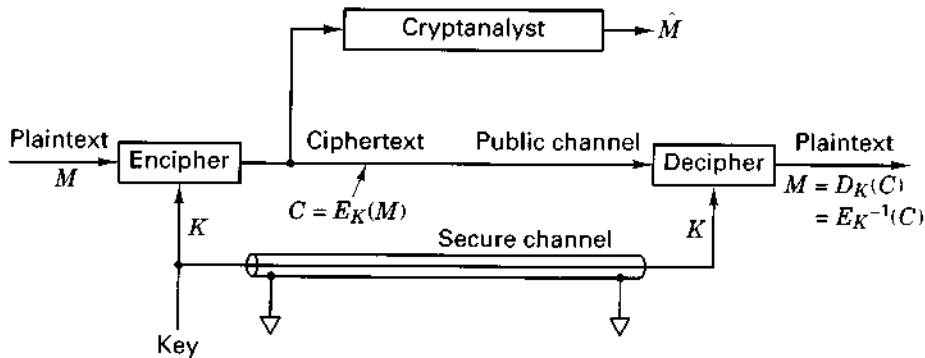 Cryptanalyst
M̂
Plaintext
M
Encipher
Ciphertext
Public channel
Decipher
Plaintext
C = E_K(M)
M = D_K(C)
= E_K⁻¹(C)
K
Secure channel
K
Key